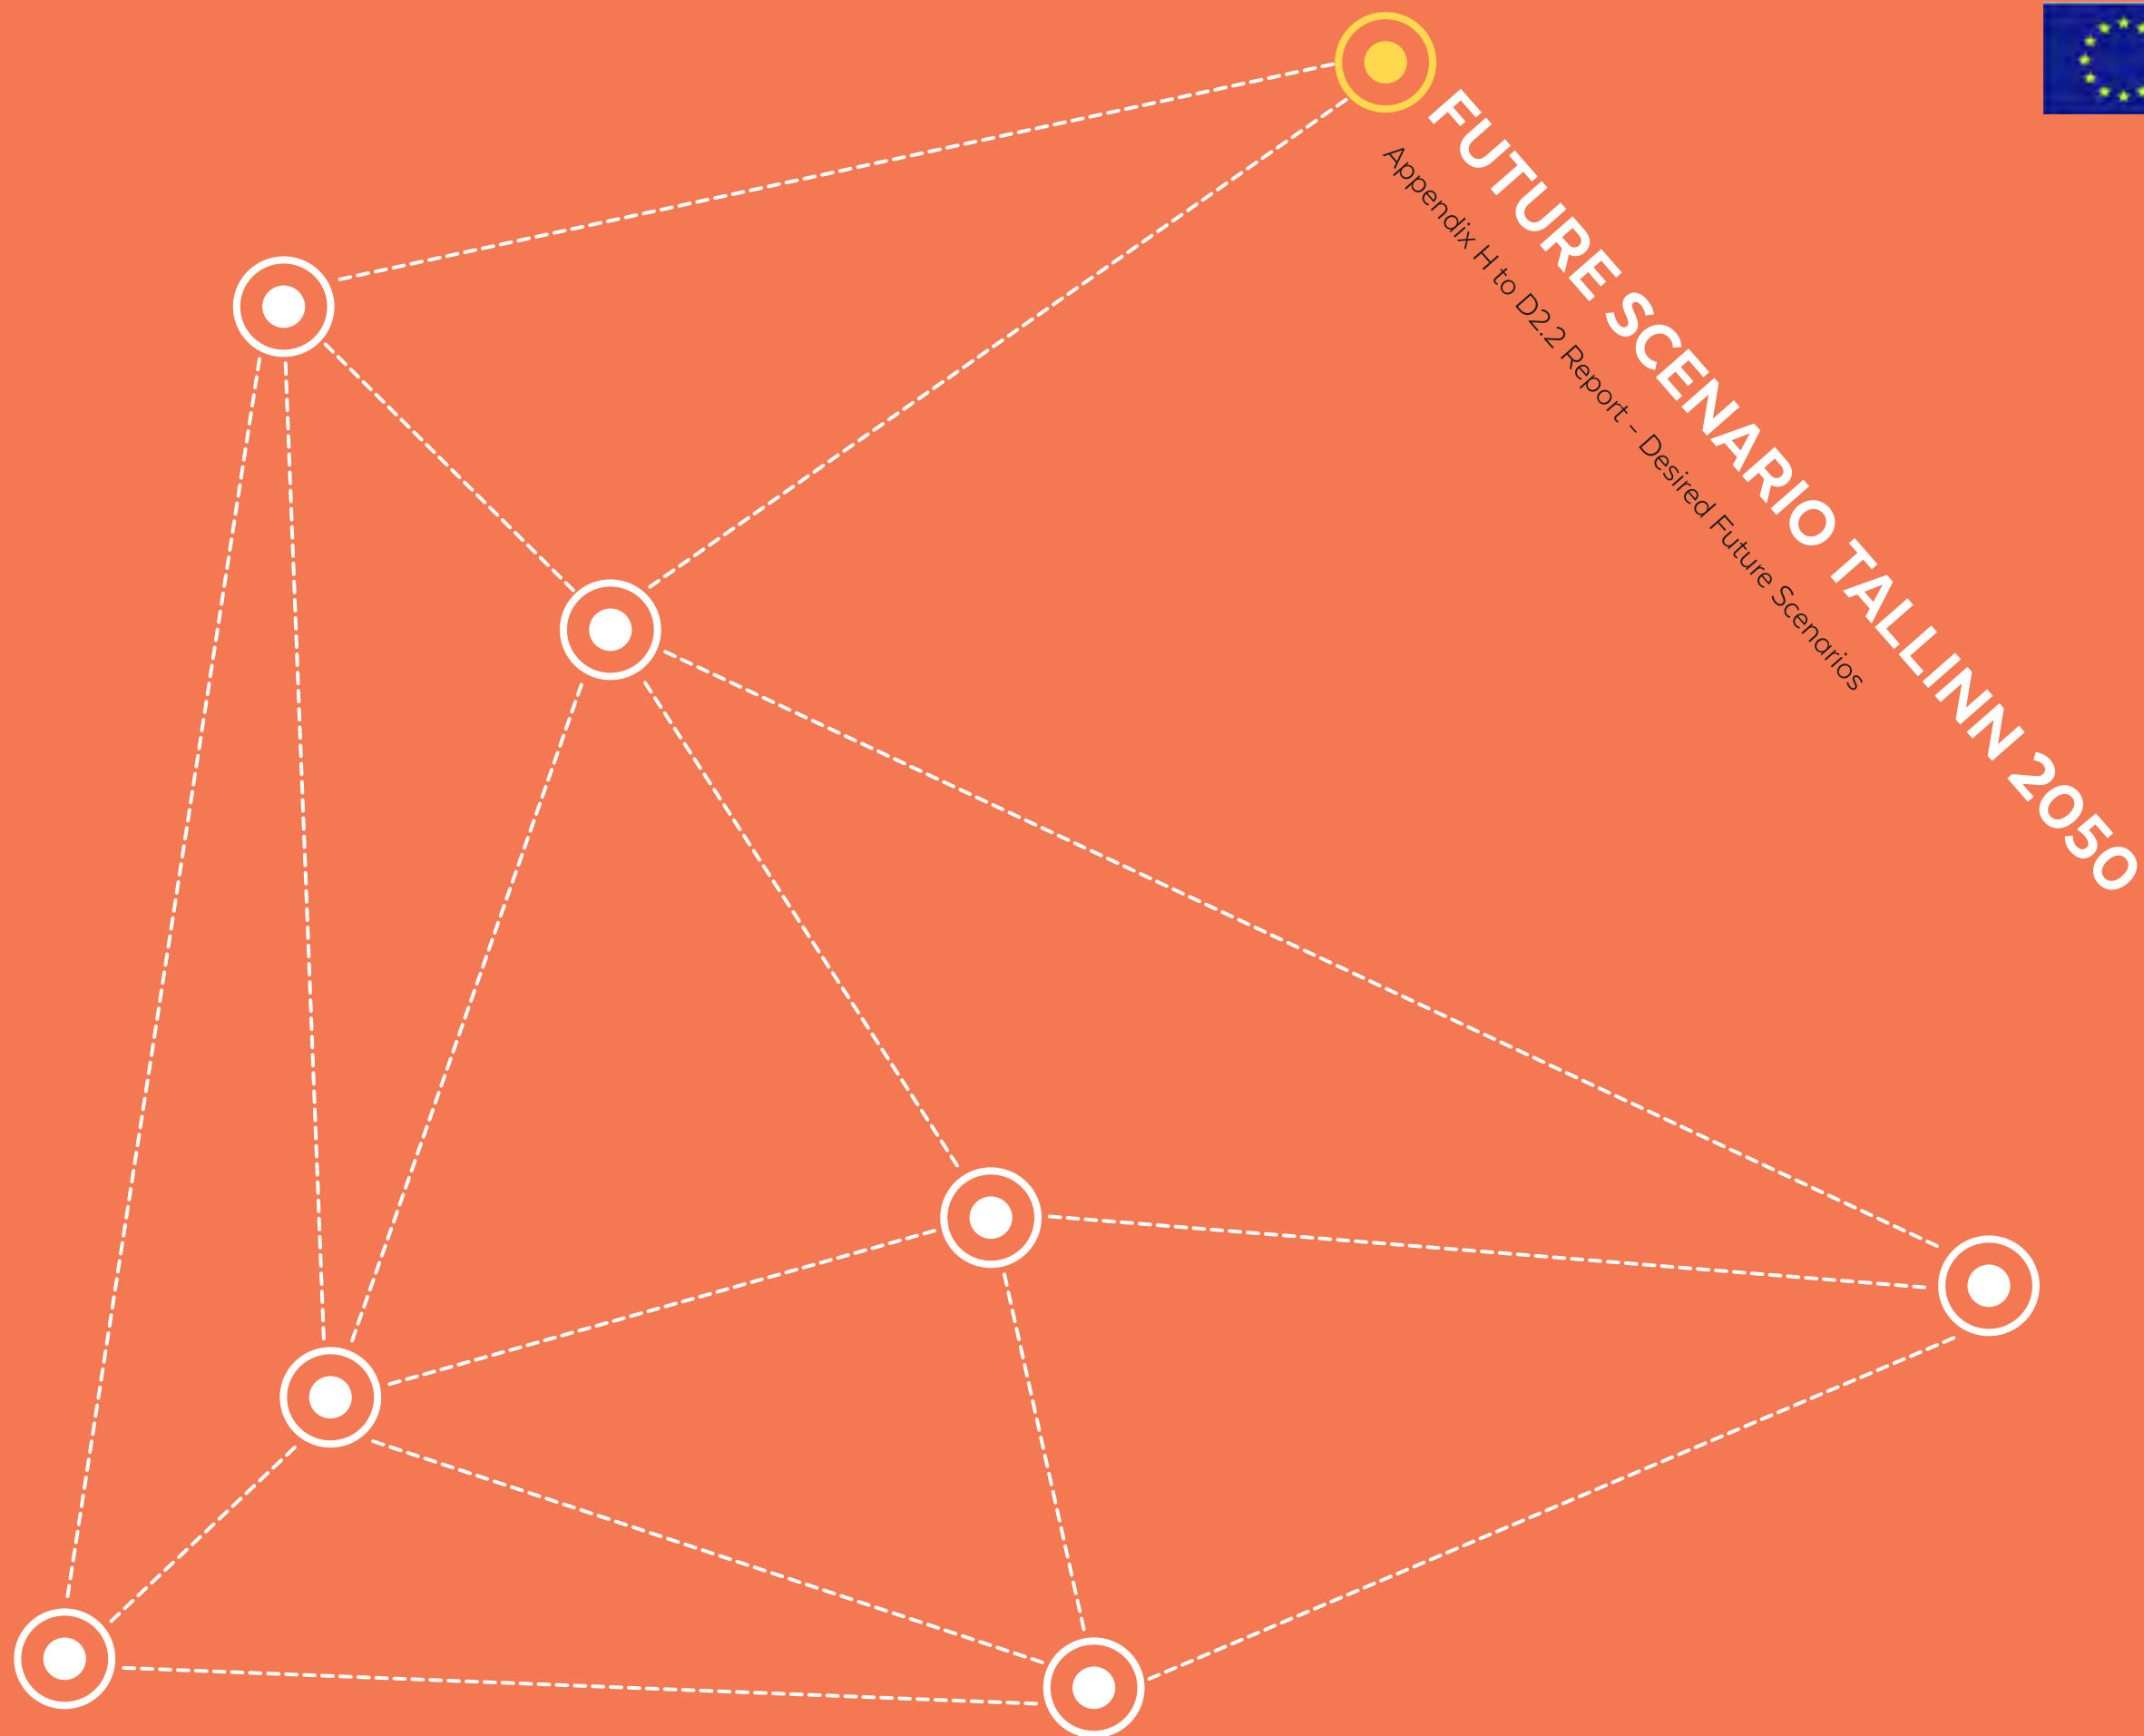 FUTURE SCENARIO TALLINN 2050
Appendix H to D2.2 Report – Desired Future Scenarios